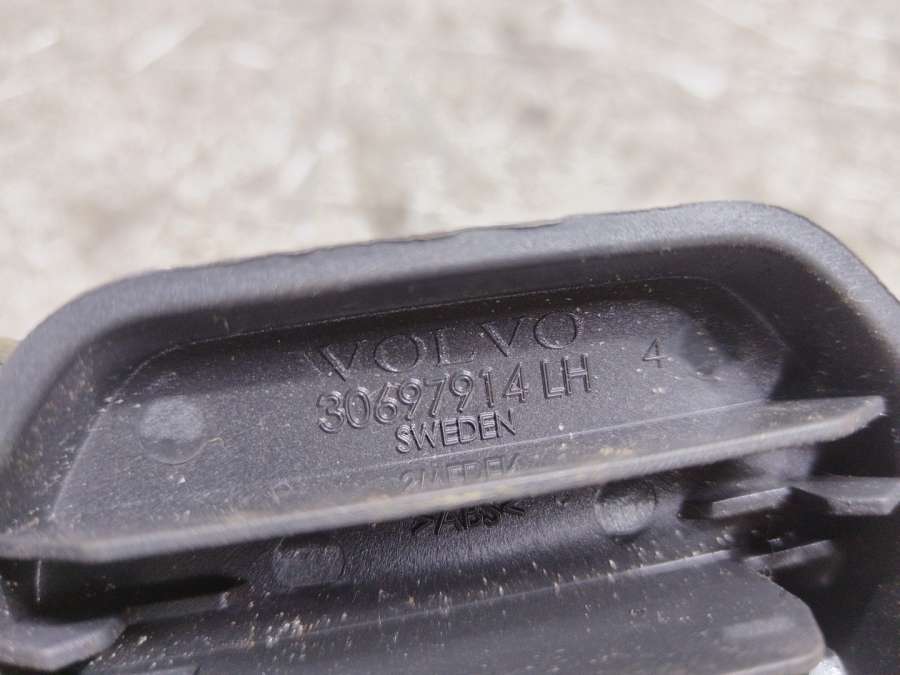 VOLVO
30697914 LH 4
SWEDEN
>ABS<